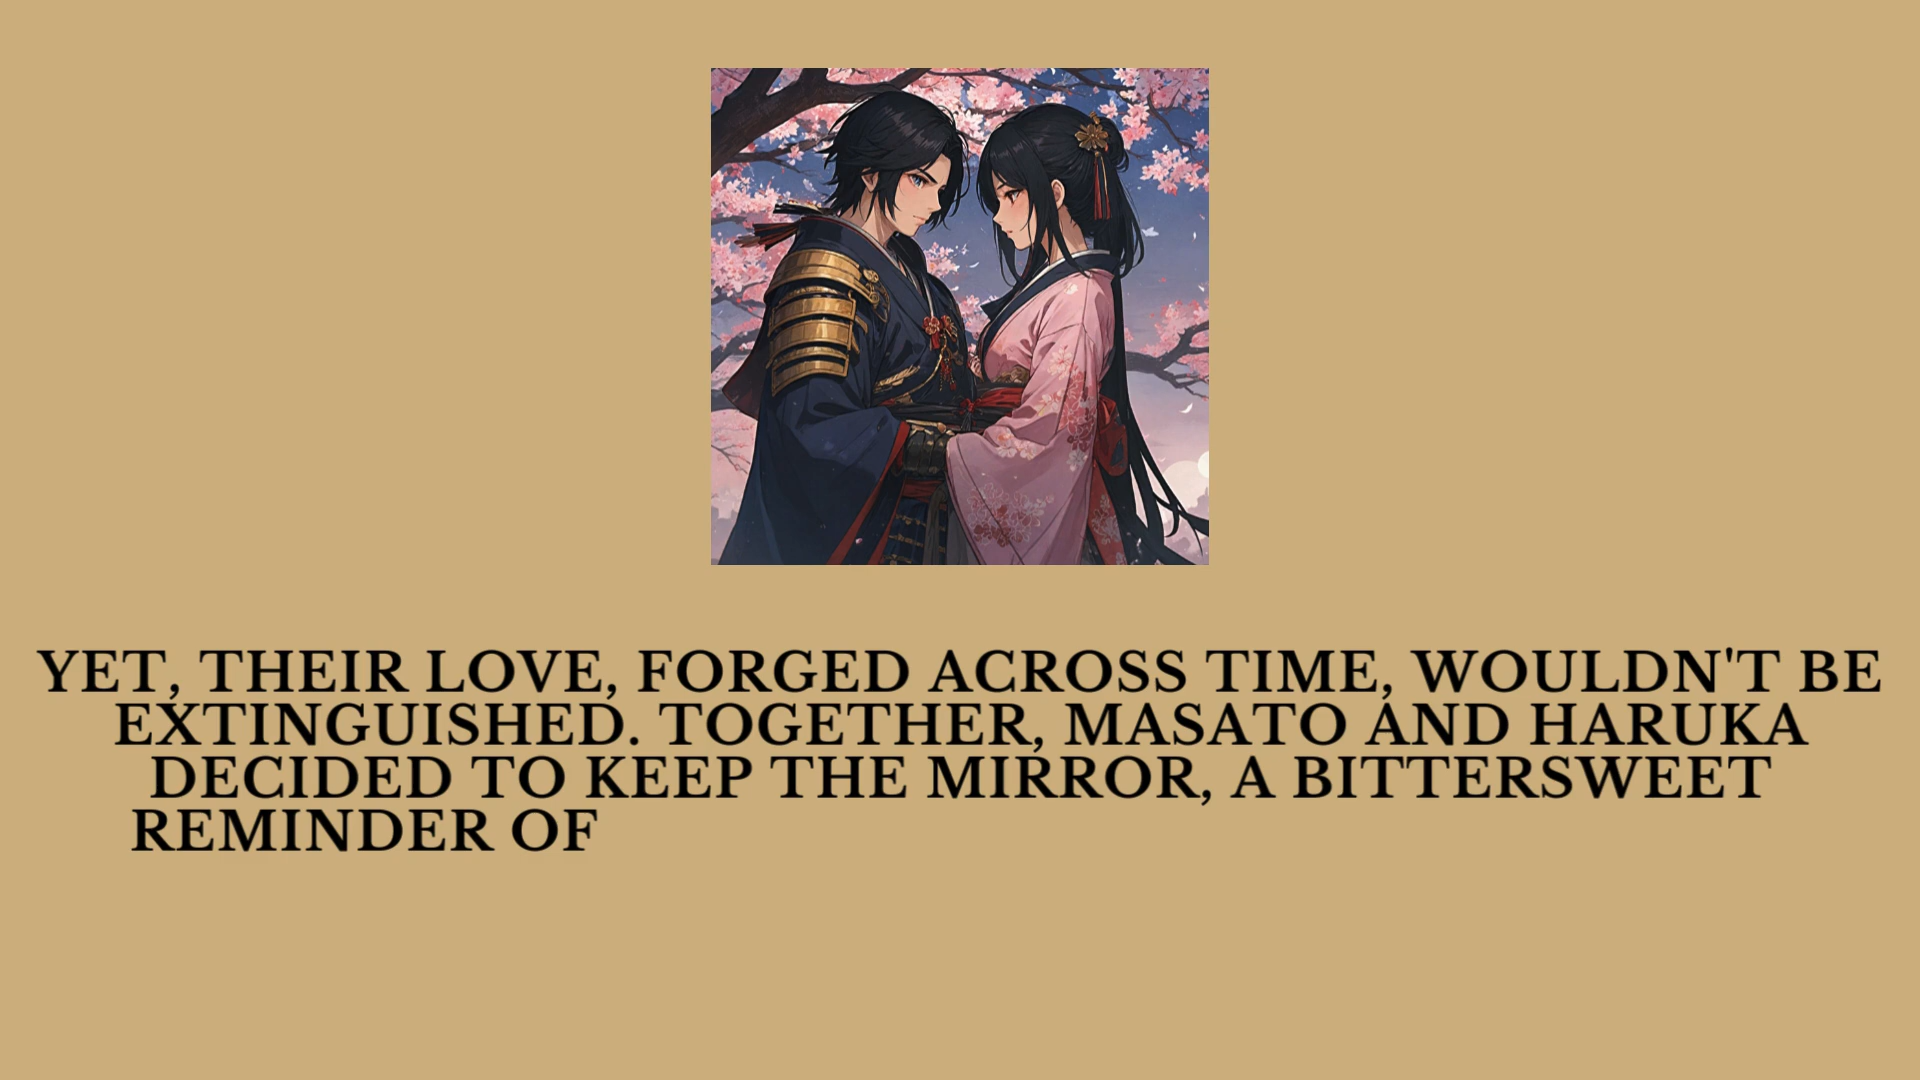 YET, THEIR LOVE, FORGED ACROSS TIME, WOULDN'T BE
EXTINGUISHED. TOGETHER, MASATO AND HARUKA
DECIDED TO KEEP THE MIRROR, A BITTERSWEET
REMINDER OF